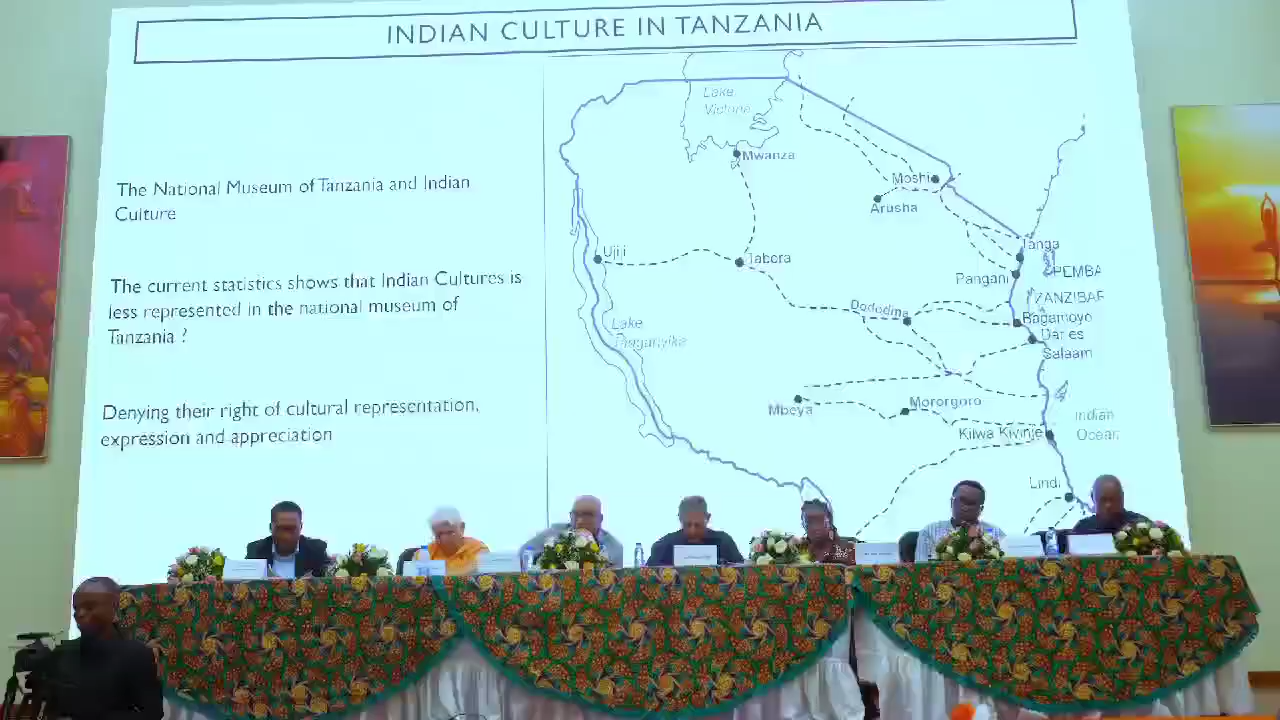 INDIAN CULTURE IN TANZANIA
The National Museum of Tanzania and Indian
Culture
The current statistics shows that Indian Cultures is
less represented in the national museum of
Tanzania ?
Denying their right of cultural representation,
expression and appreciation
Lake
Victoria
Mwanza
Moshi
Arusha
Ujiji
Tabora
Tanga
Pangani
PEMBA
ZANZIBAR
Dododma
Bagamoyo
Dar es
Salaam
Lake
Mbeya
Mororgoro
Kilwa Kivinje
Indian
Ocean
Lindi